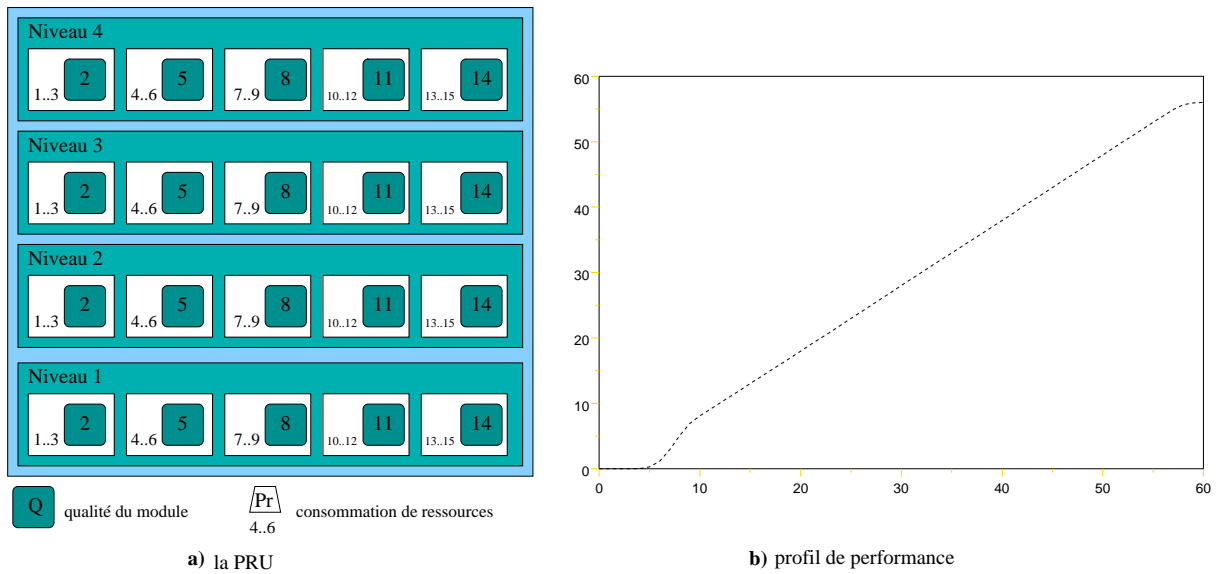 Niveau 4
2 5 8 11 14
1..3 4..6 7..9 10..12 13..15
Niveau 3
2 5 8 11 14
1..3 4..6 7..9 10..12 13..15
Niveau 2
2 5 8 11 14
1..3 4..6 7..9 10..12 13..15
Niveau 1
2 5 8 11 14
1..3 4..6 7..9 10..12 13..15
Q qualité du module
Pr consommation de ressources
4..6
a) la PRU
60
50
40
30
20
10
0
0 10 20 30 40 50 60
b) profil de performance